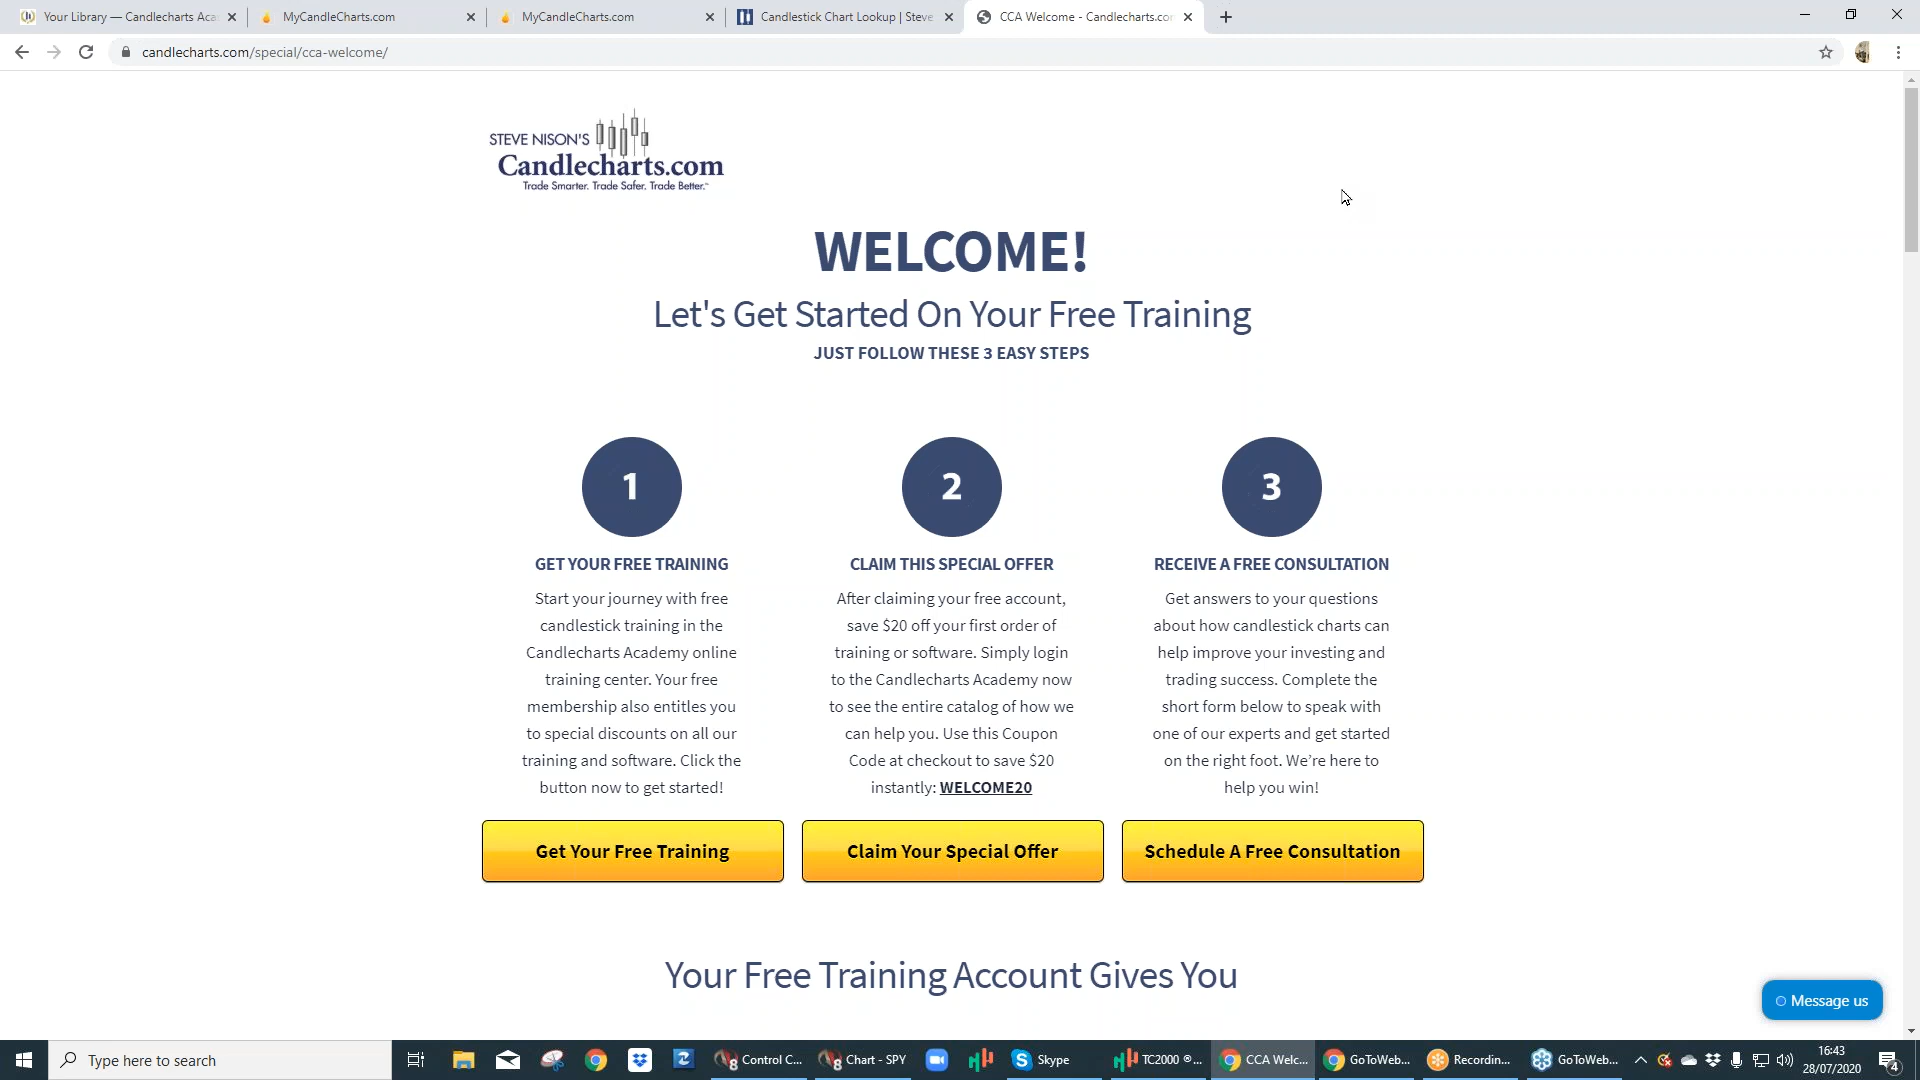 Your Library — Candlecharts Aca
MyCandleCharts.com
MyCandleCharts.com
Candlestick Chart Lookup | Steve
CCA Welcome - Candlecharts.com
candlecharts.com/special/cca-welcome/
STEVE NISON'S
Candlecharts.com
Trade Smarter. Trade Safer. Trade Better.™
WELCOME!
Let's Get Started On Your Free Training
JUST FOLLOW THESE 3 EASY STEPS
1
2
3
GET YOUR FREE TRAINING
Start your journey with free
candlestick training in the
Candlecharts Academy online
training center. Your free
membership also entitles you
to special discounts on all our
training and software. Click the
button now to get started!
Get Your Free Training
CLAIM THIS SPECIAL OFFER
After claiming your free account,
save $20 off your first order of
training or software. Simply login
to the Candlecharts Academy now
to see the entire catalog of how we
can help you. Use this Coupon
Code at checkout to save $20
instantly: WELCOME20
Claim Your Special Offer
RECEIVE A FREE CONSULTATION
Get answers to your questions
about how candlestick charts can
help improve your investing and
trading success. Complete the
short form below to speak with
one of our experts and get started
on the right foot. We’re here to
help you win!
Schedule A Free Consultation
Your Free Training Account Gives You
Message us
Type here to search
Control C...
Chart - SPY
Skype
TC2000 ®...
CCA Welc...
GoToWeb...
Recordin...
GoToWeb...
16:43
28/07/2020
4